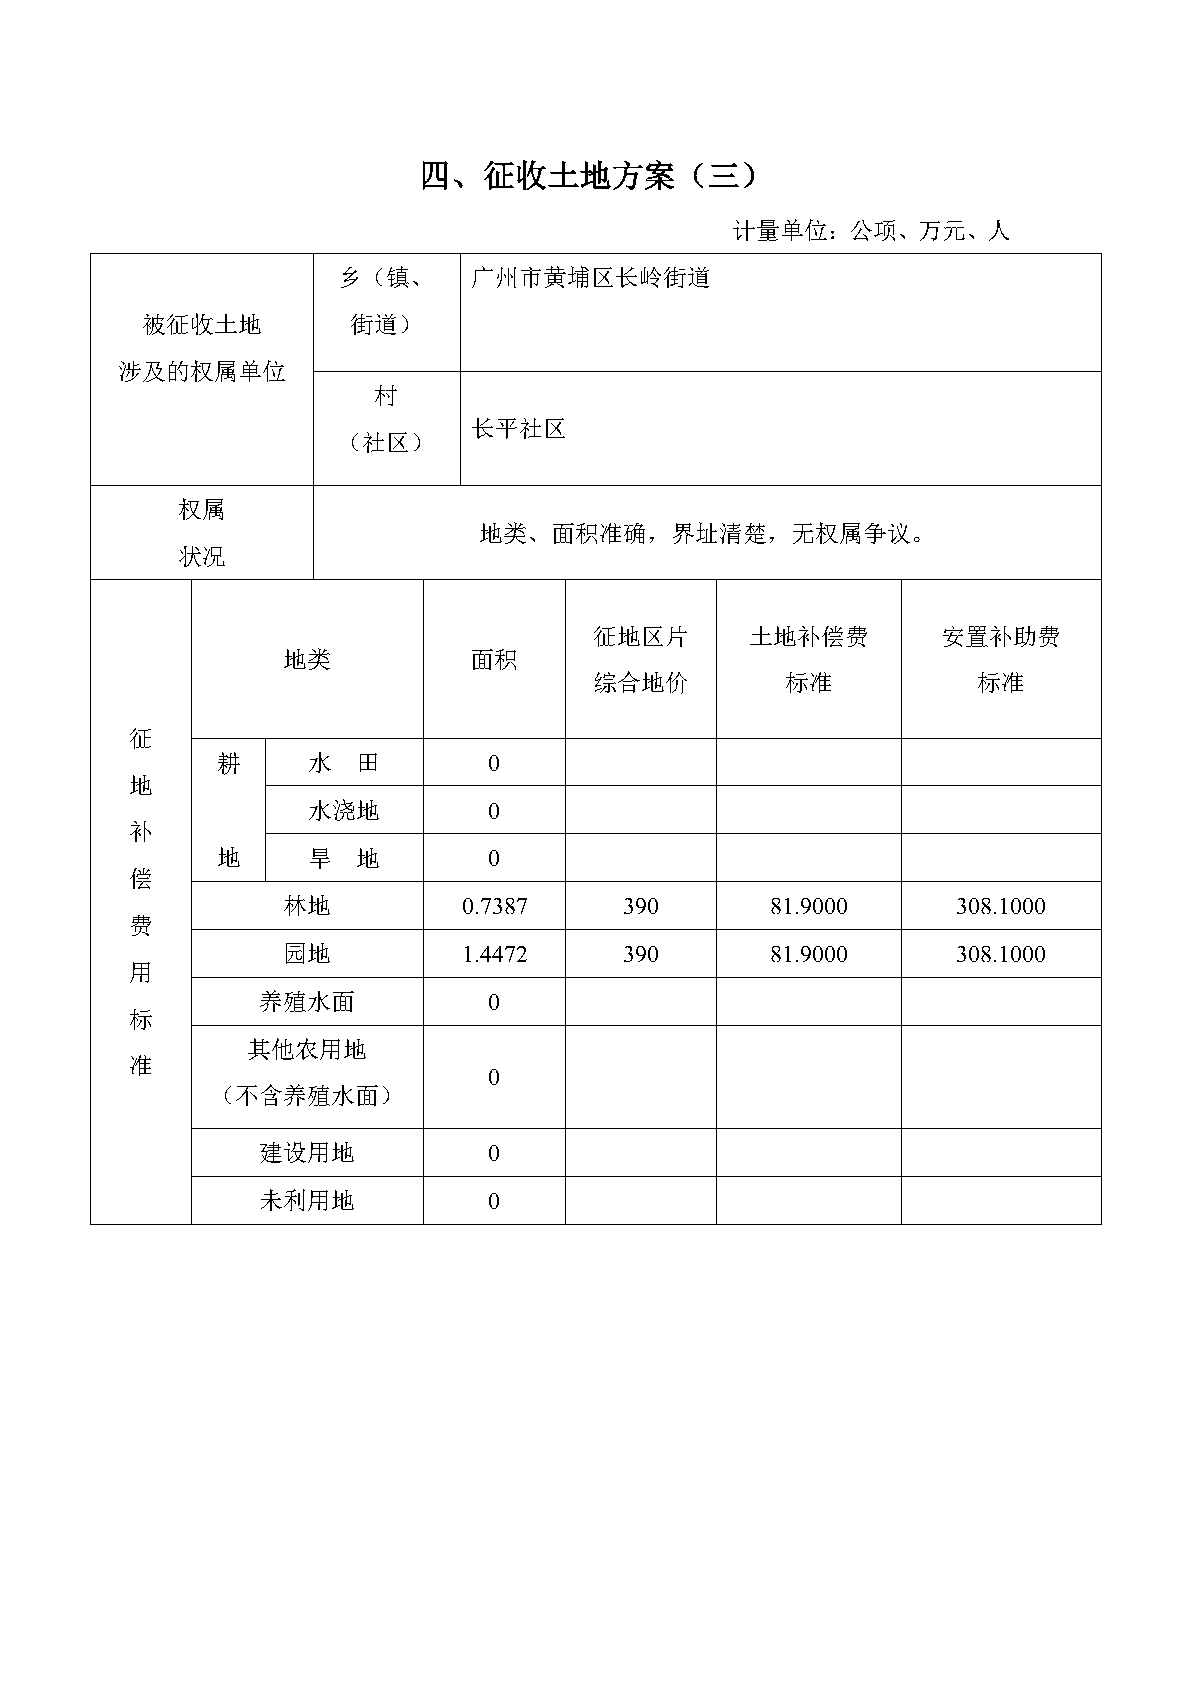 四、征收土地方案（三）
计量单位：公项、万元、人
被征收土地
涉及的权属单位
乡（镇、
街道）
广州市黄埔区长岭街道
村
（社区）
长平社区
权属
状况
地类、面积准确，界址清楚，无权属争议。
征
地
补
偿
费
用
标
准
地类
面积
征地区片
综合地价
土地补偿费
标准
安置补助费
标准
耕
地
水 田 0
水浇地 0
旱 地 0
林地 0.7387 390 81.9000 308.1000
园地 1.4472 390 81.9000 308.1000
养殖水面 0
其他农用地
（不含养殖水面）
0
建设用地 0
未利用地 0